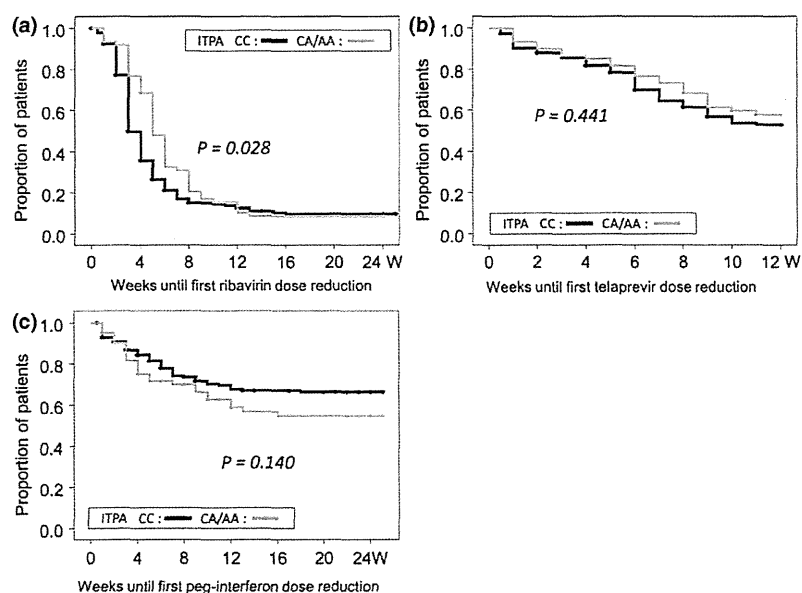 (a)
1.0
0.8
0.6
0.4
0.2
0.0
Proportion of patients
ITPA CC : CA/AA :
P = 0.028
0 4 8 12 16 20 24 W
Weeks until first ribavirin dose reduction
(b)
1.0
0.8
0.6
0.4
0.2
0.0
Proportion of patients
P = 0.441
ITPA CC : CA/AA :
0 2 4 6 8 10 12 W
Weeks until first telaprevir dose reduction
(c)
1.0
0.8
0.6
0.4
0.2
0.0
Proportion of patients
P = 0.140
ITPA CC : CA/AA :
0 4 8 12 16 20 24W
Weeks until first peg-interferon dose reduction